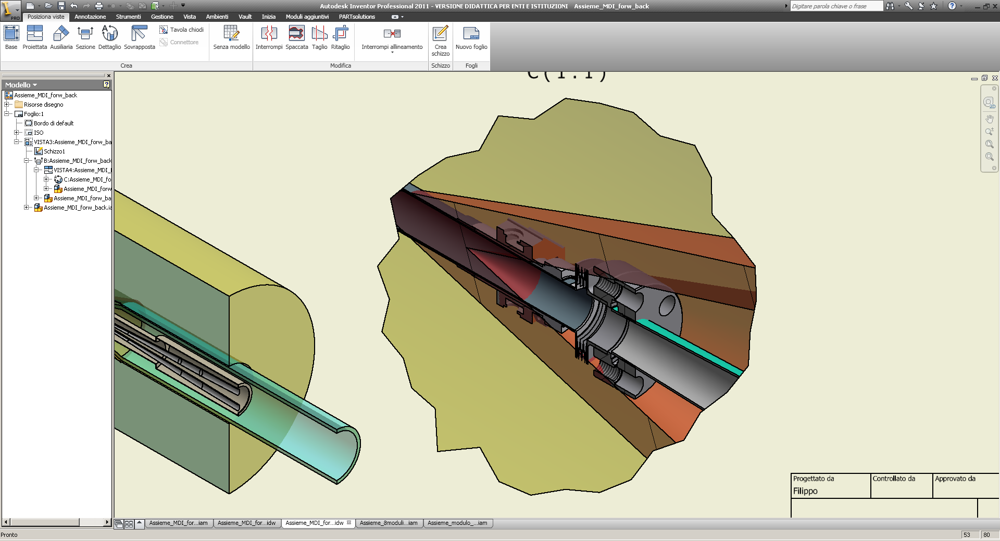 Autodesk Inventor Professional 2011 - VERSIONE DIDATTICA PER ENTI E ISTITUZIONI Assieme_MDI_forw_back
Digitare parola chiave o frase
PRO
Posiziona viste Annotazione Strumenti Gestione Vista Ambienti Vault Inizia Moduli aggiuntivi PARTsolutions
Base Proiettata Ausiliaria Sezione Dettaglio Sovrapposta
Tavola chiodi
Connettore
Senza modello
Interrompi Spaccata Taglio Ritaglio
Interrompi allineamento
Crea schizzo
Nuovo foglio
Crea Modifica Schizzo Fogli
Modello
Assieme_MDI_forw_back
Risorse disegno
Foglio:1
Bordo di default
ISO
VISTA3:Assieme_MDI_forw_ba
Schizzo1
B:Assieme_MDI_forw_back
VISTA4:Assieme_MDI_
C:Assieme_MDI_fo
Assieme_MDI_forw
Assieme_MDI_forw_ba
Assieme_MDI_forw_back.ia
C(1:1)
2D
Progettato da
Filippo
Controllato da
Approvato da
Assieme_MDI_for...iam Assieme_MDI_for...idw Assieme_MDI_for...idw Assieme_8moduli...iam Assieme_modulo_...iam
Pronto
53 80